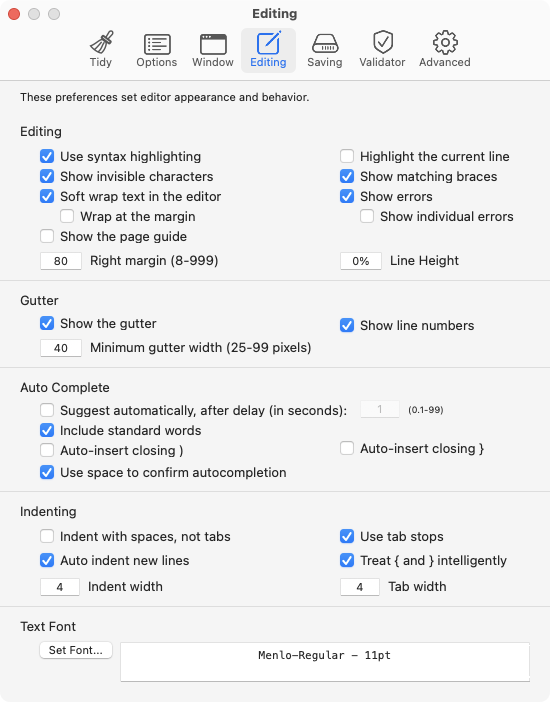 Editing
Tidy Options Window Editing Saving Validator Advanced
These preferences set editor appearance and behavior.
Editing
Use syntax highlighting Highlight the current line
Show invisible characters Show matching braces
Soft wrap text in the editor Show errors
Wrap at the margin Show individual errors
Show the page guide
80 Right margin (8-999) 0% Line Height
Gutter
Show the gutter Show line numbers
40 Minimum gutter width (25-99 pixels)
Auto Complete
Suggest automatically, after delay (in seconds): 1 (0.1-99)
Include standard words
Auto-insert closing ) Auto-insert closing }
Use space to confirm autocompletion
Indenting
Indent with spaces, not tabs Use tab stops
Auto indent new lines Treat { and } intelligently
4 Indent width 4 Tab width
Text Font
Set Font... Menlo-Regular - 11pt